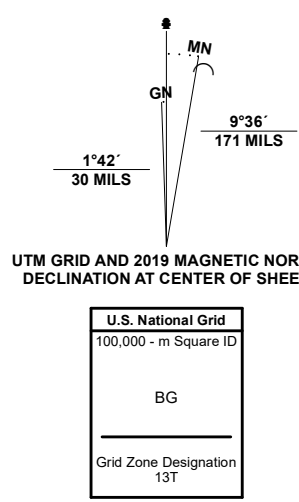 MN
GN
9°36´
171 MILS
1°42´
30 MILS
UTM GRID AND 2019 MAGNETIC NOR
DECLINATION AT CENTER OF SHEE
U.S. National Grid
100,000 - m Square ID
BG
Grid Zone Designation
13T